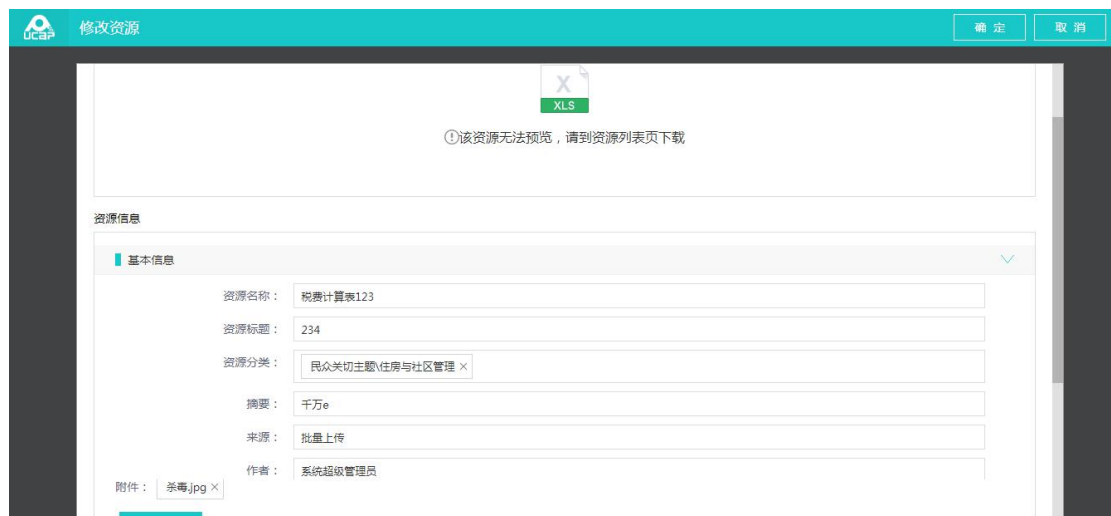 ucap 修改资源 确 定 取 消
X
XLS
该资源无法预览，请到资源列表页下载
资源信息
基本信息
资源名称： 税费计算表123
资源标题： 234
资源分类： 民众关切主题\住房与社区管理 ×
摘要： 千万e
来源： 批量上传
作者： 系统超级管理员
附件： 杀毒.jpg ×